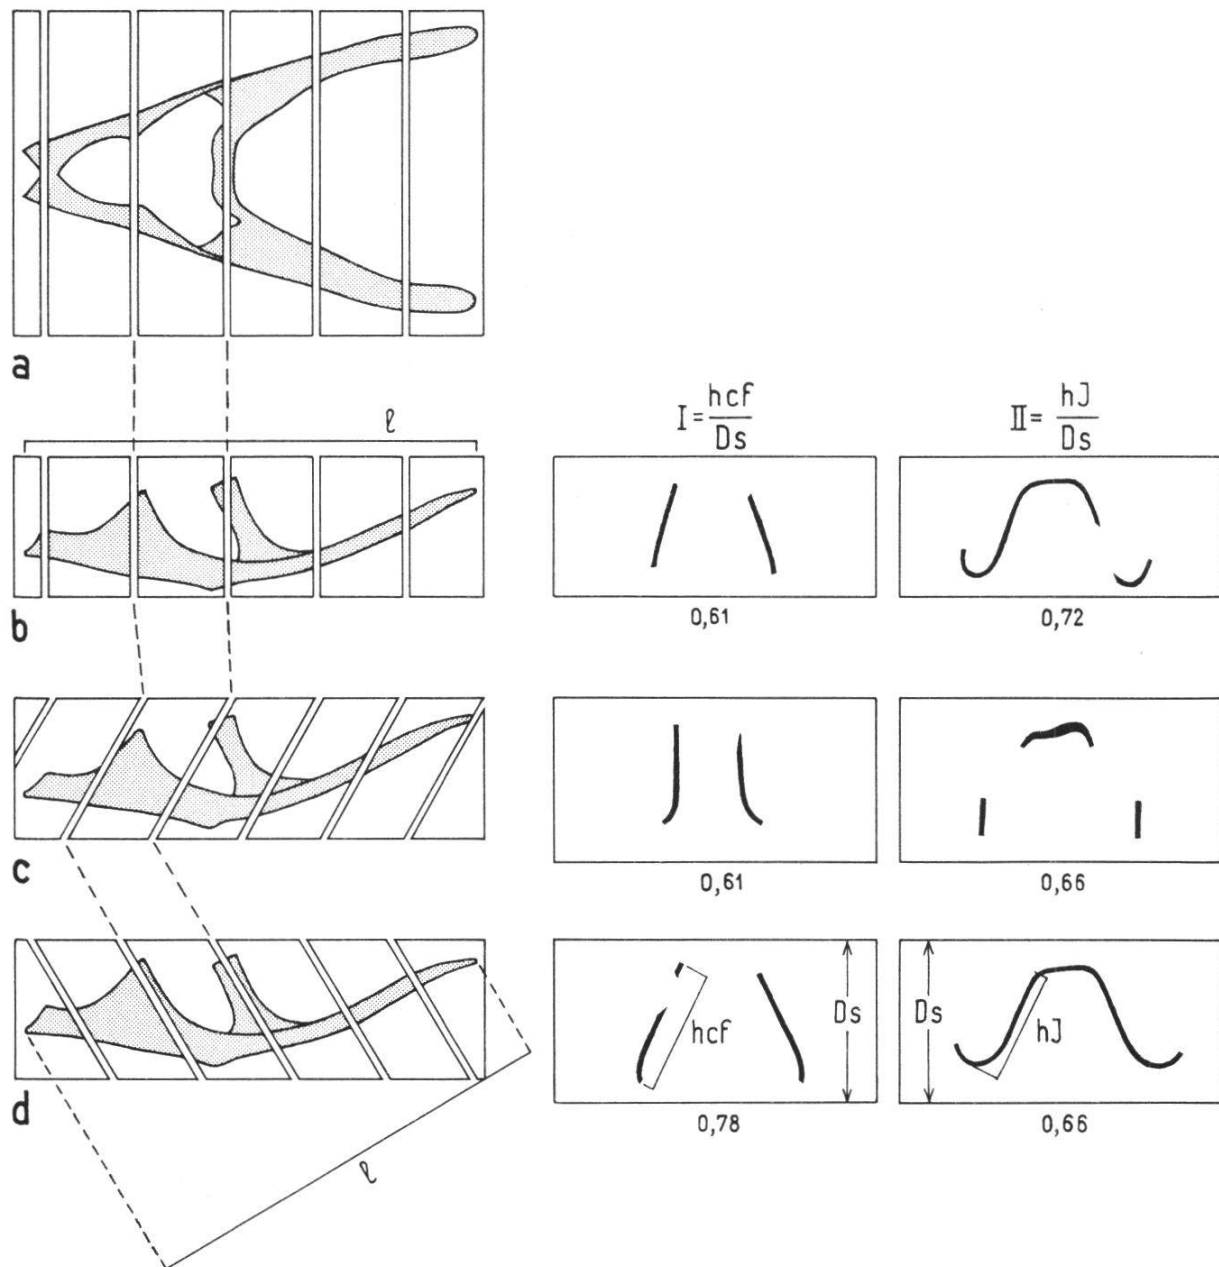 a
ℓ
I = hcf/Ds
II = hJ/Ds
b
0,61
0,72
c
0,61
0,66
d
hcf
Ds
Ds
hJ
0,78
0,66
ℓ